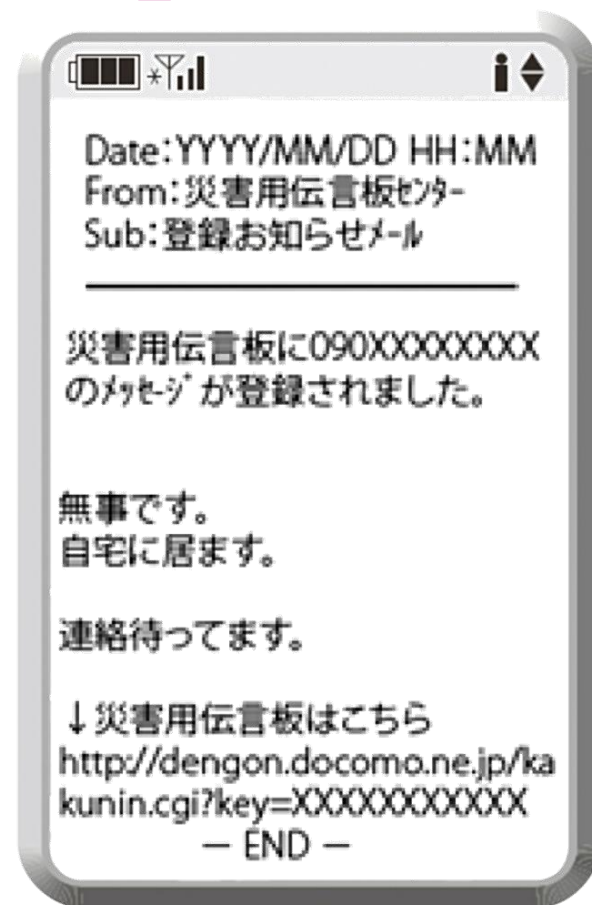 Date:YYYY/MM/DD HH:MM
From:災害用伝言板ｾﾝﾀｰ
Sub:登録お知らせﾒｰﾙ
災害用伝言板に090XXXXXXXX
のﾒｯｾｰｼﾞが登録されました。
無事です。
自宅に居ます。
連絡待ってます。
↓災害用伝言板はこちら
http://dengon.docomo.ne.jp/ka
kunin.cgi?key=XXXXXXXXXXX
― END ―